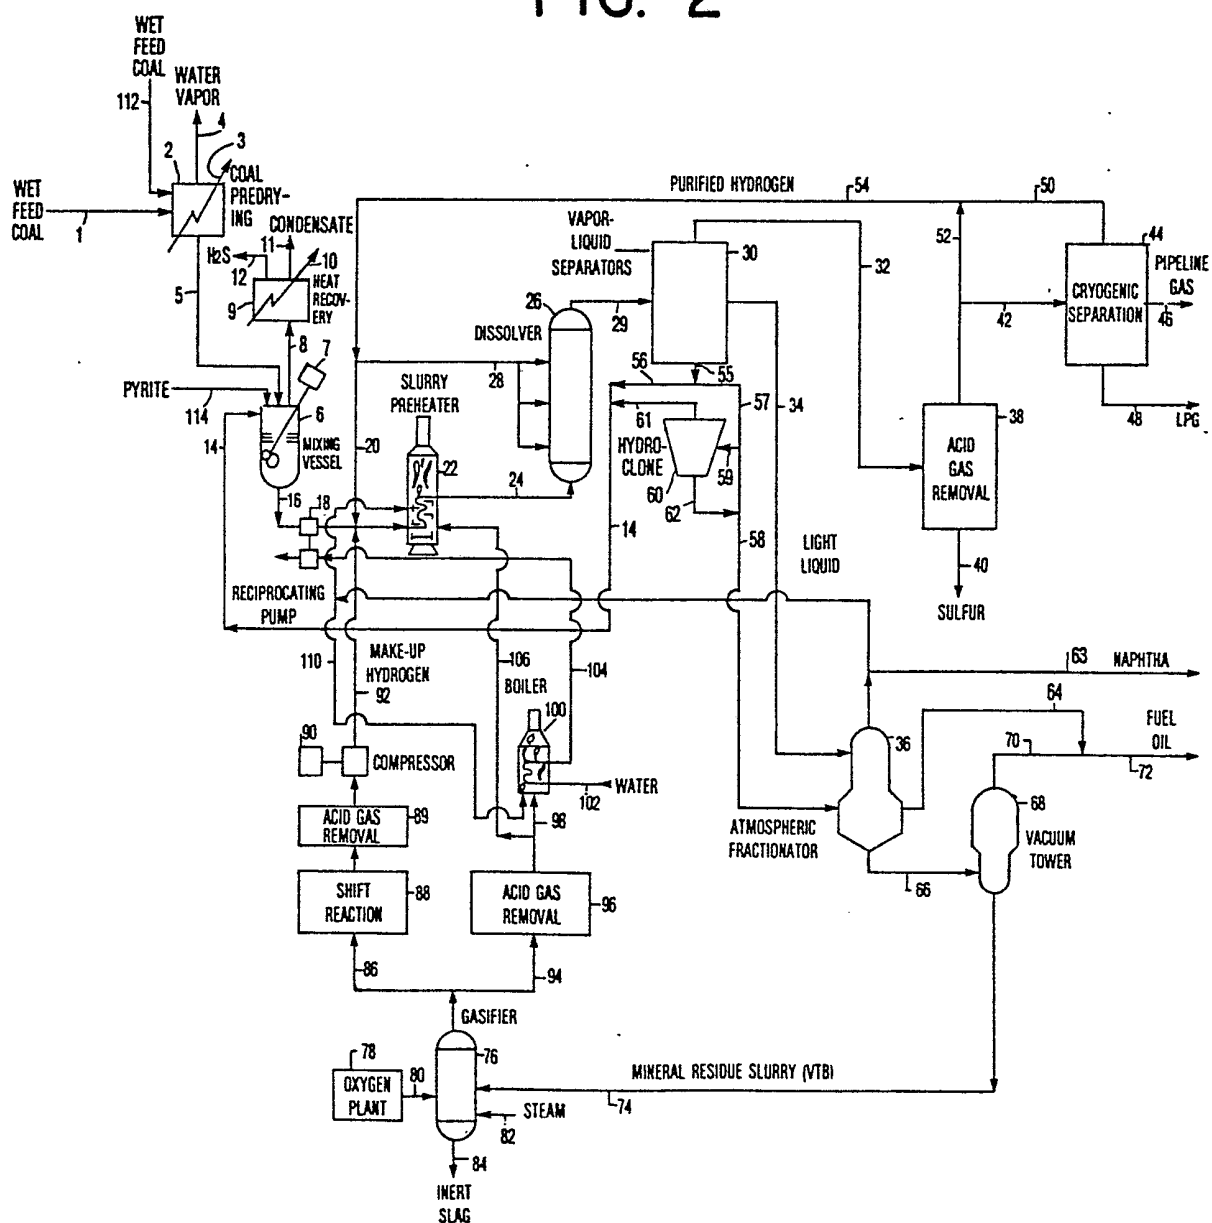 FIG. 2
WET
FEED
COAL
112
WATER
VAPOR
4
3
2
COAL
PREDRY-
ING
WET
FEED
COAL
1
CONDENSATE
11
H2S
12
10
HEAT
RECOV-
ERY
9
5
8
7
PYRITE
114
6
MIXING
VESSEL
14
16
18
20
RECIPROCATING
PUMP
SLURRY
PREHEATER
22
24
DISSOLVER
26
28
29
VAPOR-
LIQUID
SEPARATORS
30
PURIFIED HYDROGEN
54
50
52
32
34
44
CRYOGENIC
SEPARATION
PIPELINE
GAS
46
42
48
LPG
38
ACID
GAS
REMOVAL
40
SULFUR
55
56
57
61
HYDRO-
CLONE
59
60
62
14
58
LIGHT
LIQUID
63
NAPHTHA
64
FUEL
OIL
70
72
36
ATMOSPHERIC
FRACTIONATOR
66
68
VACUUM
TOWER
110
MAKE-UP
HYDROGEN
92
106
104
BOILER
100
WATER
102
98
90
COMPRESSOR
ACID GAS
REMOVAL
89
SHIFT
REACTION
88
ACID GAS
REMOVAL
96
86
94
GASIFIER
76
78
OXYGEN
PLANT
80
STEAM
82
84
INERT
SLAG
MINERAL RESIDUE SLURRY (VTB)
74